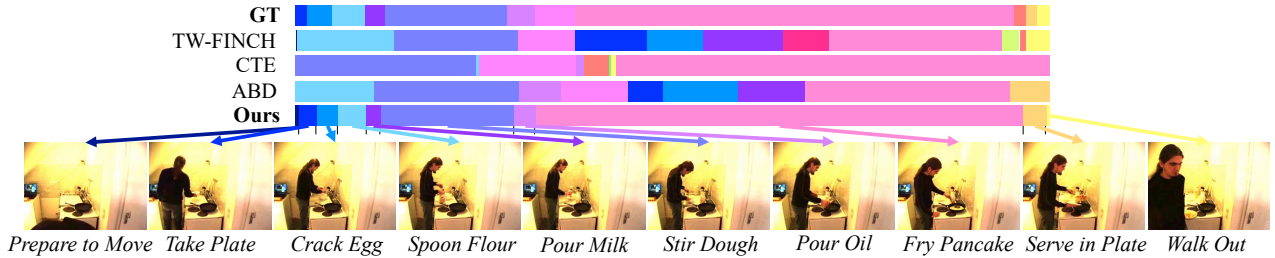 GT
TW-FINCH
CTE
ABD
Ours
Prepare to Move Take Plate Crack Egg Spoon Flour Pour Milk Stir Dough Pour Oil Fry Pancake Serve in Plate Walk Out